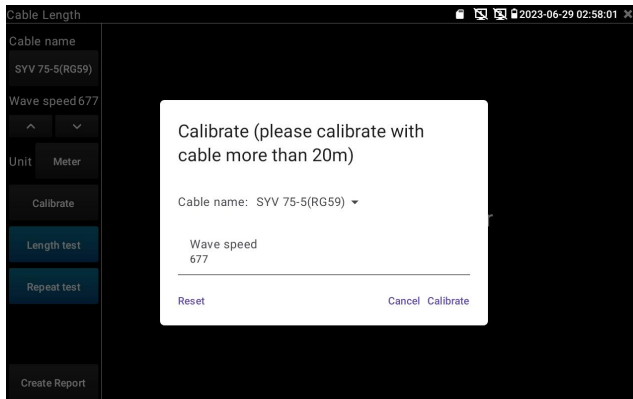 Cable Length
2023-06-29 02:58:01
Cable name
SYV 75-5(RG59)
Wave speed 677
Unit Meter
Calibrate
Length test
Repeat test
Create Report
Calibrate (please calibrate with
cable more than 20m)
Cable name: SYV 75-5(RG59)
Wave speed
677
Reset Cancel Calibrate